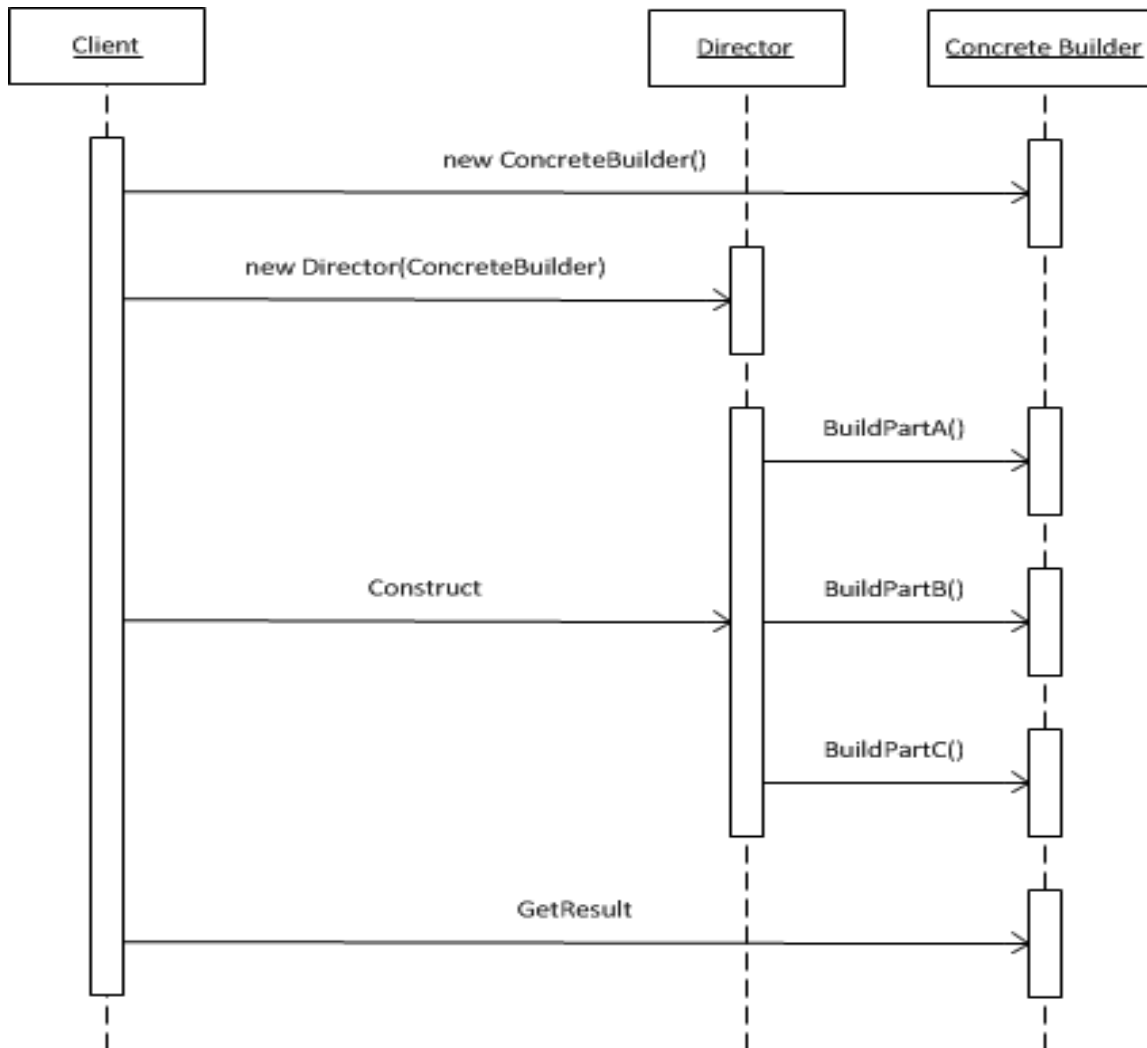 Client
Director
Concrete Builder
new ConcreteBuilder()
new Director(ConcreteBuilder)
BuildPartA()
Construct
BuildPartB()
BuildPartC()
GetResult